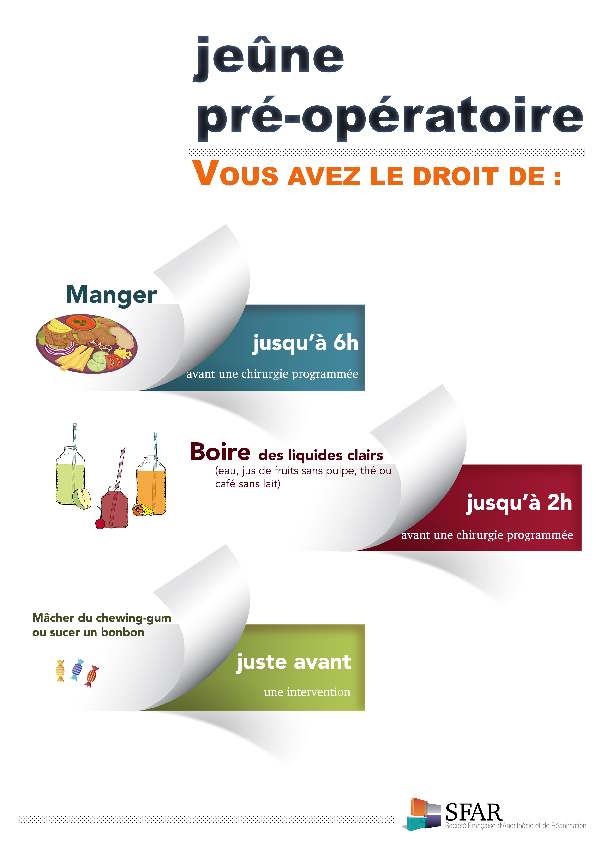 jeûne
pré-opératoire
VOUS AVEZ LE DROIT DE :
Manger
jusqu'à 6h
avant une chirurgie programmée
Boire des liquides clairs
(eau, jus de fruits sans pulpe, thé ou
café sans lait)
jusqu'à 2h
avant une chirurgie programmée
Mâcher du chewing-gum
ou sucer un bonbon
juste avant
une intervention
SFAR
Société Française d'Anesthésie et de Réanimation